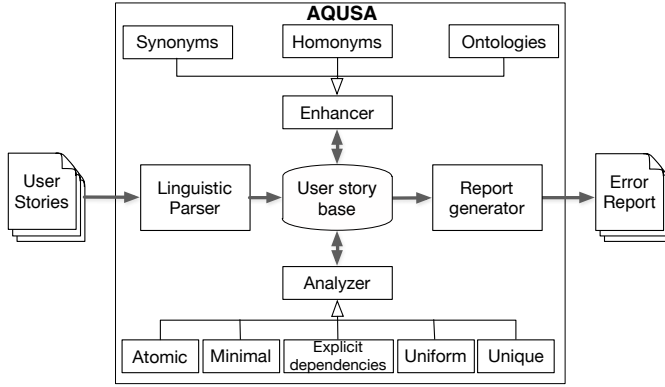 AQUSA
Synonyms
Homonyms
Ontologies
Enhancer
User
Stories
Linguistic
Parser
User story
base
Report
generator
Error
Report
Analyzer
Atomic
Minimal
Explicit
dependencies
Uniform
Unique